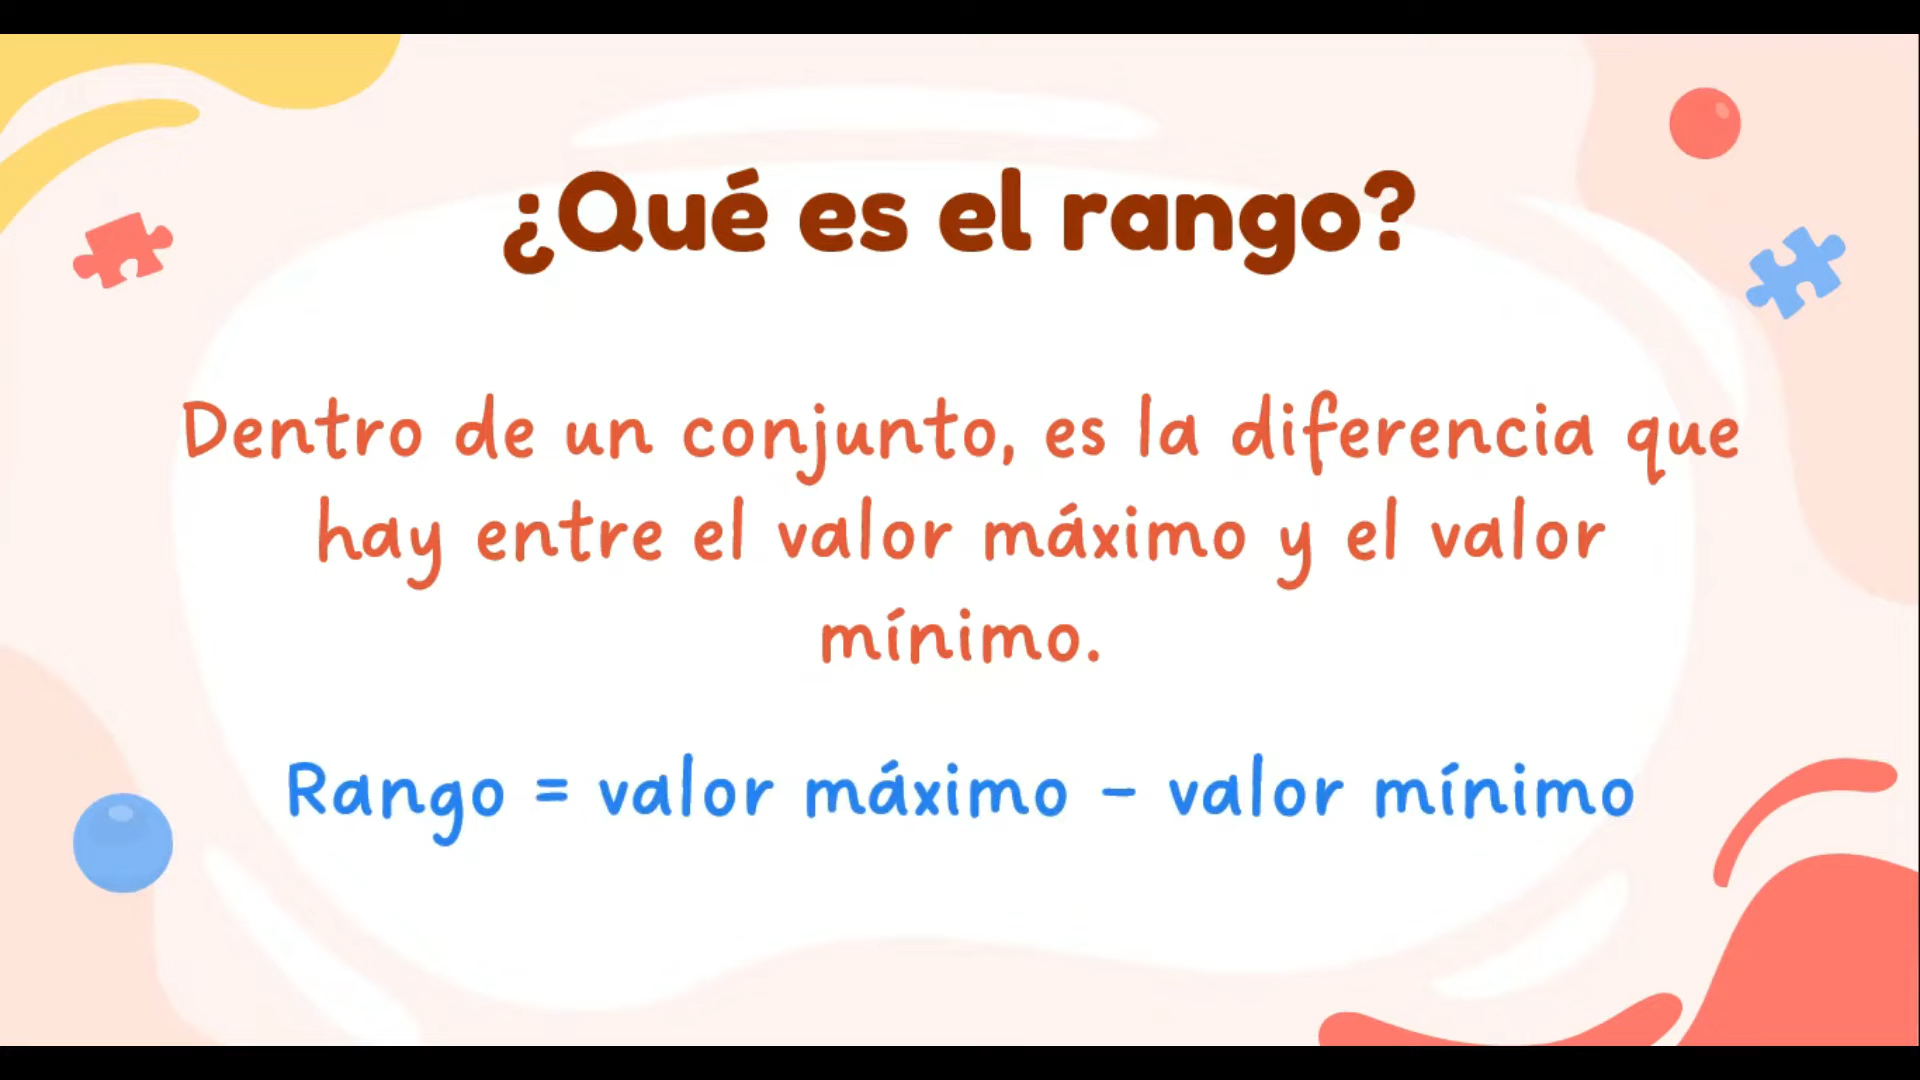 ¿Qué es el rango?
Dentro de un conjunto, es la diferencia que
hay entre el valor máximo y el valor
mínimo.
Rango = valor máximo – valor mínimo